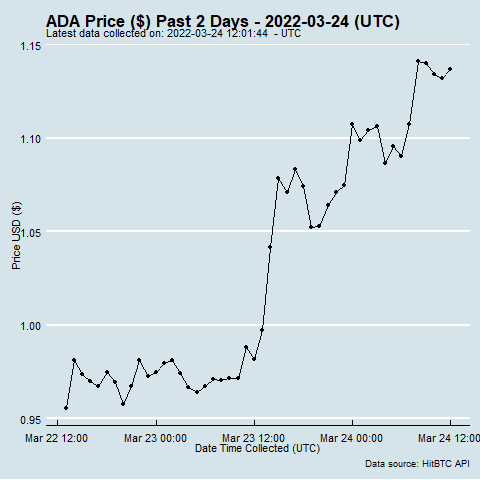 ADA Price ($) Past 2 Days - 2022-03-24 (UTC)
Latest data collected on: 2022-03-24 12:01:44  - UTC
1.15
1.10
1.05
1.00
0.95
Price USD ($)
Mar 22 12:00 Mar 23 00:00 Mar 23 12:00 Mar 24 00:00 Mar 24 12:00
Date Time Collected (UTC)
Data source: HitBTC API